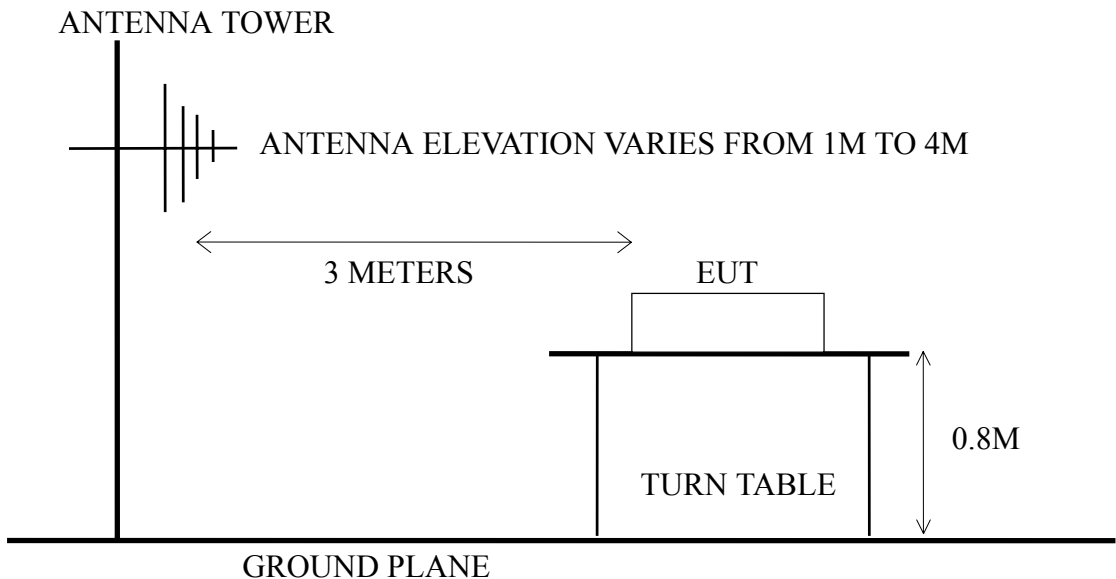 ANTENNA TOWER
ANTENNA ELEVATION VARIES FROM 1M TO 4M
3 METERS
EUT
0.8M
TURN TABLE
GROUND PLANE